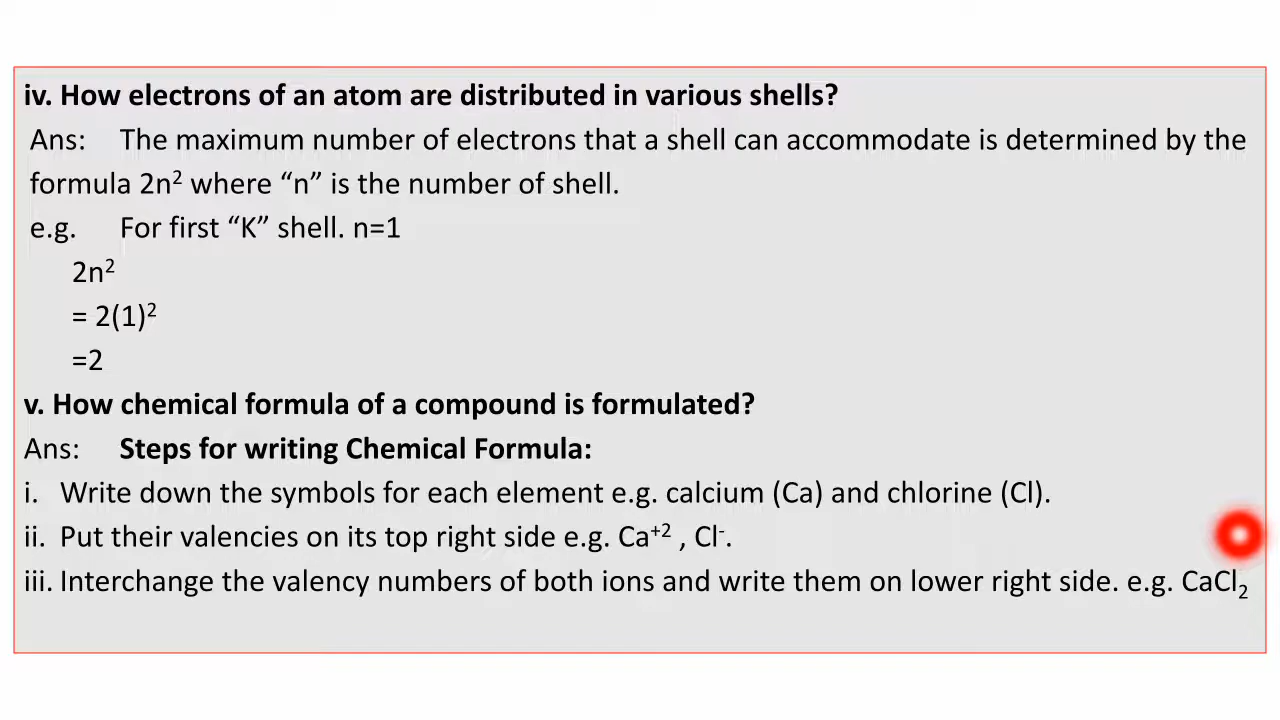 iv. How electrons of an atom are distributed in various shells?
Ans: The maximum number of electrons that a shell can accommodate is determined by the
formula 2n² where “n” is the number of shell.
e.g. For first “K” shell. n=1
2n²
= 2(1)²
=2
v. How chemical formula of a compound is formulated?
Ans: Steps for writing Chemical Formula:
i. Write down the symbols for each element e.g. calcium (Ca) and chlorine (Cl).
ii. Put their valencies on its top right side e.g. Ca⁺² , Cl⁻.
iii. Interchange the valency numbers of both ions and write them on lower right side. e.g. CaCl₂